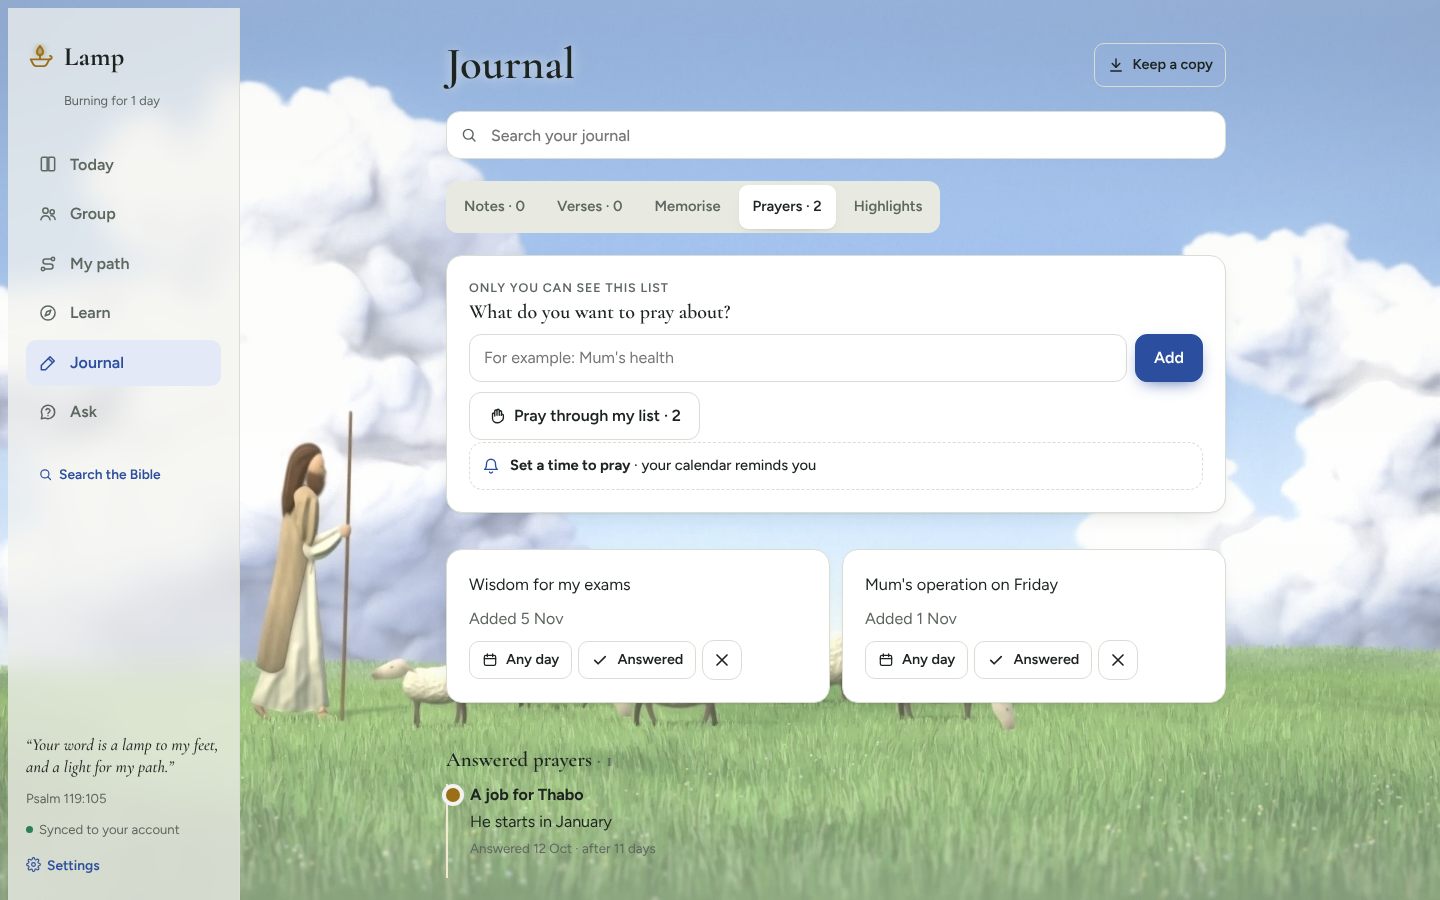 Lamp
Burning for 1 day
Today
Group
My path
Learn
Journal
Ask
Search the Bible
“Your word is a lamp to my feet,
and a light for my path.”
Psalm 119:105
Synced to your account
Settings
Journal
Keep a copy
Search your journal
Notes · 0
Verses · 0
Memorise
Prayers · 2
Highlights
ONLY YOU CAN SEE THIS LIST
What do you want to pray about?
For example: Mum's health
Add
Pray through my list · 2
Set a time to pray · your calendar reminds you
Wisdom for my exams
Added 5 Nov
Any day
Answered
Mum's operation on Friday
Added 1 Nov
Any day
Answered
Answered prayers · 1
A job for Thabo
He starts in January
Answered 12 Oct · after 11 days